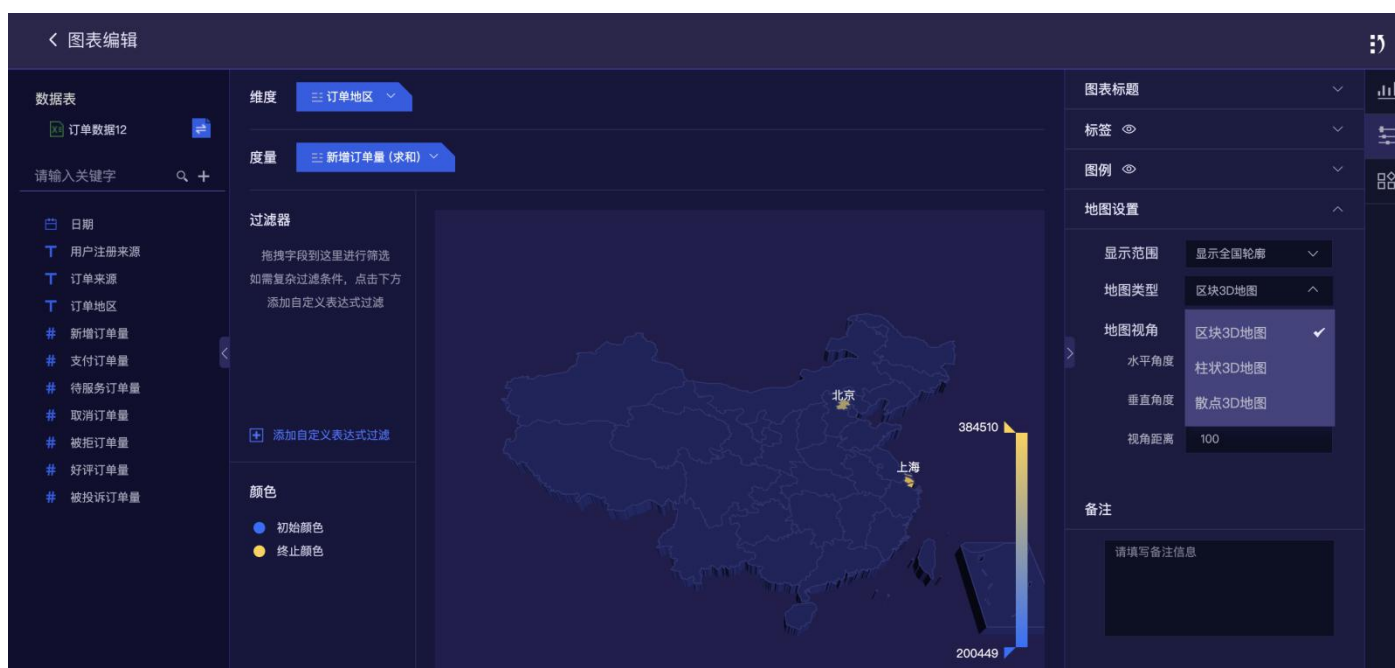 图表编辑
数据表
订单数据12
请输入关键字
日期
用户注册来源
订单来源
订单地区
新增订单量
支付订单量
待服务订单量
取消订单量
被拒订单量
好评订单量
被投诉订单量
维度
订单地区
度量
新增订单量 (求和)
过滤器
拖拽字段到这里进行筛选
如需复杂过滤条件，点击下方
添加自定义表达式过滤
添加自定义表达式过滤
颜色
初始颜色
终止颜色
北京
上海
384510
200449
图表标题
标签
图例
地图设置
显示范围 显示全国轮廓
地图类型 区块3D地图
地图视角
区块3D地图
柱状3D地图
散点3D地图
水平角度
垂直角度
视角距离 100
备注
请填写备注信息